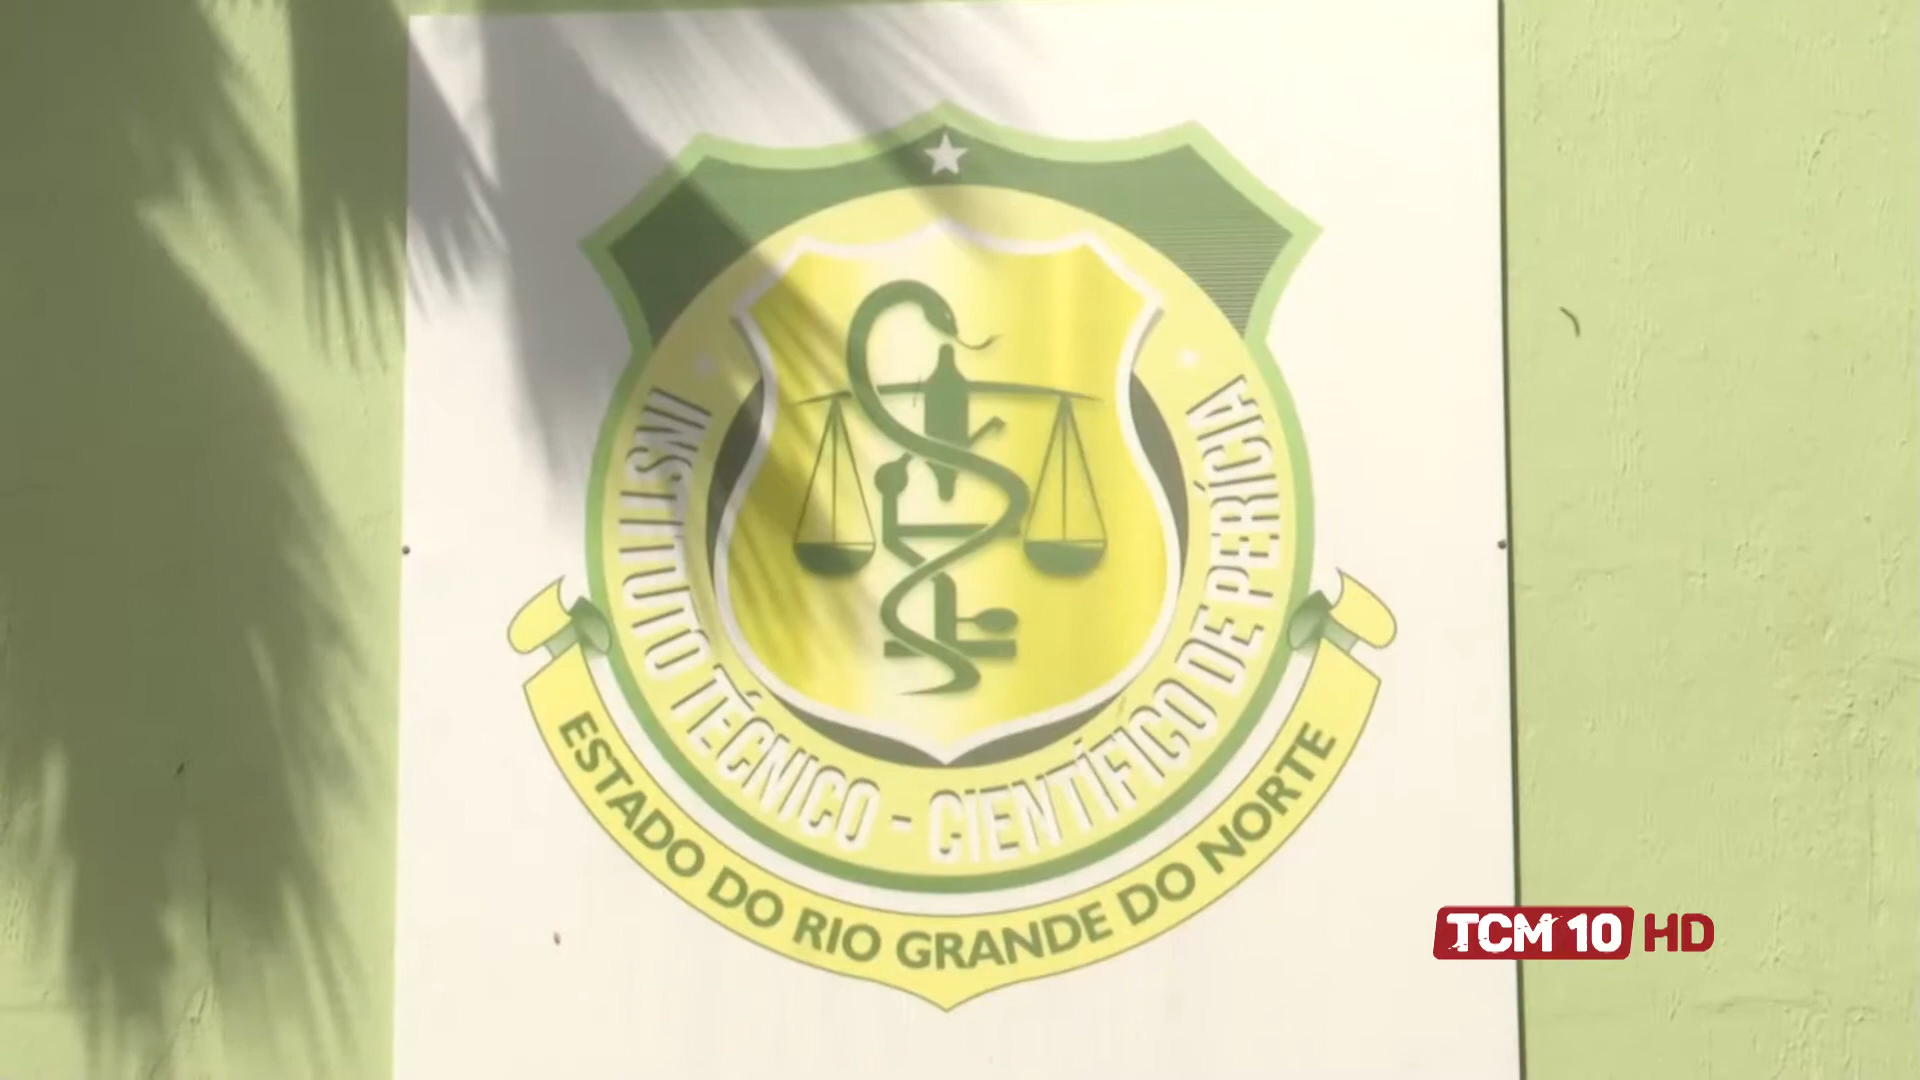 INSTITUTO TÉCNICO - CIENTÍFICO DE PERÍCIA
ESTADO DO RIO GRANDE DO NORTE
TCM 10 HD